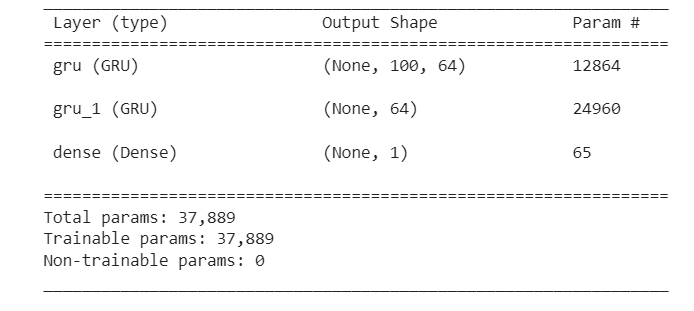 _________________________________________________________________
Layer (type)                Output Shape              Param #
=================================================================
gru (GRU)                   (None, 100, 64)           12864
gru_1 (GRU)                 (None, 64)                24960
dense (Dense)               (None, 1)                 65
=================================================================
Total params: 37,889
Trainable params: 37,889
Non-trainable params: 0
_________________________________________________________________